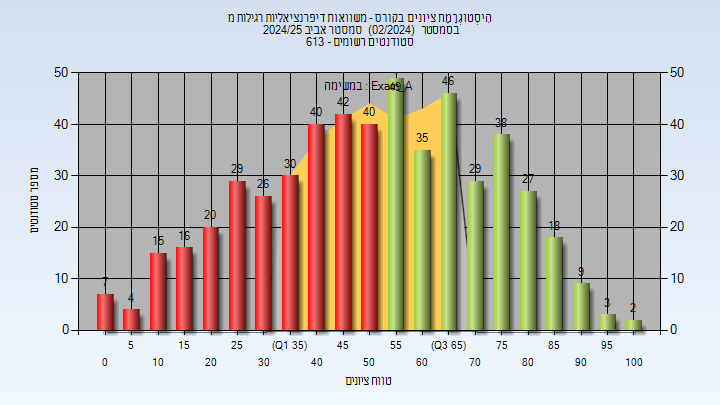 הִיסְטוֹגְרָמַת ציונים בקורס - משוואות דיפרנציאליות רגילות מ
בסמסטר (02/2024) סמסטר אביב 2024/25
סטודנטים רשומים - 613
במשימה : Exam_A
50 50
40 40
30 30
20 20
10 10
0 0
מספר סטודנטים
7 4 15 16 20 29 26 30 40 42 40 49 35 46 29 38 27 18 9 3 2
5 15 25 (Q1 35) 45 55 (Q3 65) 75 85 95
0 10 20 30 40 50 60 70 80 90 100
טווח ציונים